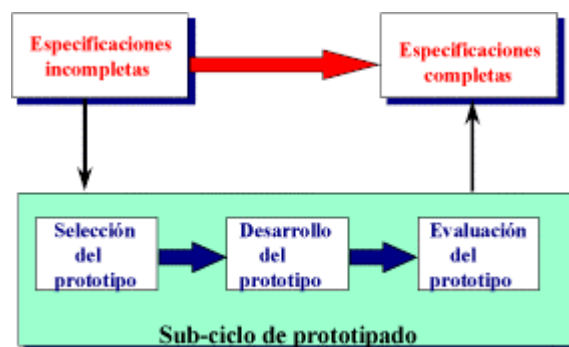 Especificaciones
incompletas
Especificaciones
completas
Selección
del
prototipo
Desarrollo
del
prototipo
Evaluación
del
prototipo
Sub-ciclo de prototipado